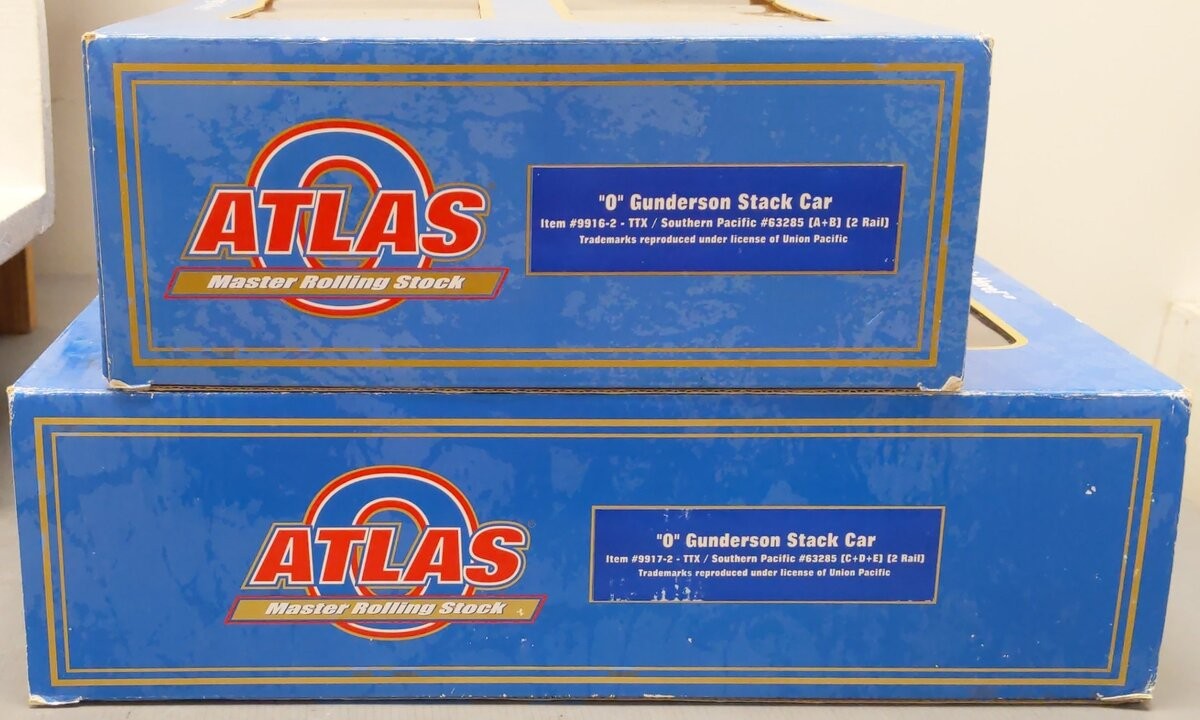 ATLAS
O
Master Rolling Stock
"O" Gunderson Stack Car
Item #9916-2 - TTX / Southern Pacific #63285 (A+B) (2 Rail)
Trademarks reproduced under license of Union Pacific
ATLAS
O
Master Rolling Stock
"O" Gunderson Stack Car
Item #9917-2 - TTX / Southern Pacific #63285 (C+D+E) (2 Rail)
Trademarks reproduced under license of Union Pacific